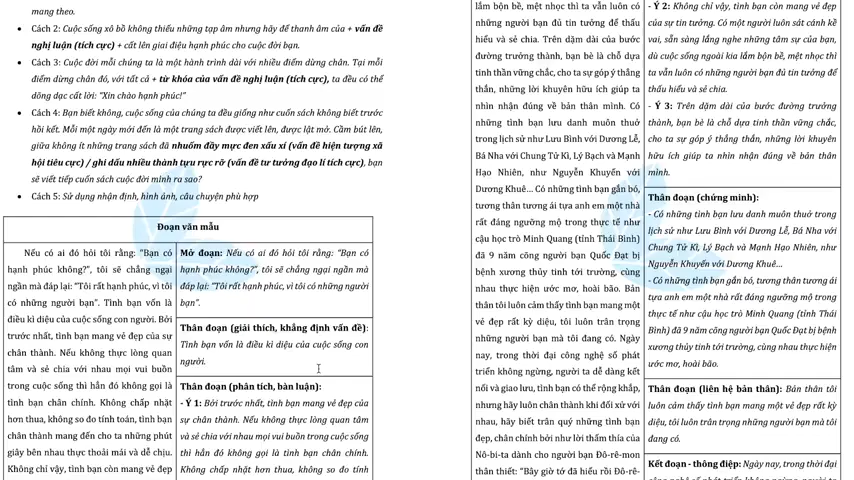 mang theo.
• Cách 2: Cuộc sống xô bồ không thiếu những tạp âm nhưng hãy để thanh âm của + vấn đề
nghị luận (tích cực) + cất lên giai điệu hạnh phúc cho cuộc đời bạn.
• Cách 3: Cuộc đời mỗi chúng ta là một hành trình dài với nhiều điểm dừng chân. Tại mỗi
điểm dừng chân đó, với tất cả + từ khóa của vấn đề nghị luận (tích cực), ta đều có thể
dõng dạc cất lời: "Xin chào hạnh phúc!"
• Cách 4: Bạn biết không, cuộc sống của chúng ta đều giống như cuốn sách không biết trước
hồi kết. Mỗi một ngày mới đến là một trang sách được viết lên, được lật mở. Cầm bút lên,
giữa không ít những trang sách đã nhuốm đầy mực đen xấu xí (vấn đề hiện tượng xã
hội tiêu cực) / ghi dấu nhiều thành tựu rực rỡ (vấn đề tư tưởng đạo lí tích cực), bạn
sẽ viết tiếp cuốn sách cuộc đời mình ra sao?
• Cách 5: Sử dụng nhận định, hình ảnh, câu chuyện phù hợp
Đoạn văn mẫu
Nếu có ai đó hỏi tôi rằng: "Bạn có
hạnh phúc không?", tôi sẽ chẳng ngại
ngần mà đáp lại: "Tôi rất hạnh phúc, vì tôi
có những người bạn". Tình bạn vốn là
điều kì diệu của cuộc sống con người. Bởi
trước nhất, tình bạn mang vẻ đẹp của sự
chân thành. Nếu không thực lòng quan
tâm và sẻ chia với nhau mọi vui buồn
trong cuộc sống thì hẳn đó không gọi là
tình bạn chân chính. Không chấp nhặt
hơn thua, không so đo tính toán, tình bạn
chân thành mang đến cho ta những phút
giây bên nhau thực thoải mái và dễ chịu.
Không chỉ vậy, tình bạn còn mang vẻ đẹp
Mở đoạn: Nếu có ai đó hỏi tôi rằng: "Bạn có
hạnh phúc không?", tôi sẽ chẳng ngại ngần mà
đáp lại: "Tôi rất hạnh phúc, vì tôi có những người
bạn".
Thân đoạn (giải thích, khẳng định vấn đề):
Tình bạn vốn là điều kì diệu của cuộc sống con
người.
Thân đoạn (phân tích, bàn luận):
- Ý 1: Bởi trước nhất, tình bạn mang vẻ đẹp của
sự chân thành. Nếu không thực lòng quan tâm
và sẻ chia với nhau mọi vui buồn trong cuộc sống
thì hẳn đó không gọi là tình bạn chân chính.
Không chấp nhặt hơn thua, không so đo tính
lắm bộn bề, mệt nhọc thì ta vẫn luôn có
những người bạn đủ tin tưởng để thấu
hiểu và sẻ chia. Trên dặm dài của bước
đường trưởng thành, bạn bè là chỗ dựa
tinh thần vững chắc, cho ta sự góp ý thẳng
thắn, những lời khuyên hữu ích giúp ta
nhìn nhận đúng về bản thân mình. Có
những tình bạn lưu danh muôn thuở
trong lịch sử như Lưu Bình với Dương Lễ,
Bá Nha với Chung Tử Kì, Lý Bạch và Mạnh
Hạo Nhiên, như Nguyễn Khuyến với
Dương Khuê... Có những tình bạn gắn bó,
tương thân tương ái tựa anh em một nhà
rất đáng ngưỡng mộ trong thực tế như
cậu học trò Minh Quang (tỉnh Thái Bình)
đã 9 năm cõng người bạn Quốc Đạt bị
bệnh xương thủy tinh tới trường, cùng
nhau thực hiện ước mơ, hoài bão. Bản
thân tôi luôn cảm thấy tình bạn mang một
vẻ đẹp rất kỳ diệu, tôi luôn trân trọng
những người bạn mà tôi đang có. Ngày
nay, trong thời đại công nghệ số phát
triển không ngừng, người ta dễ dàng kết
nối và giao lưu, tình bạn có thể rộng khắp,
nhưng hãy luôn chân thành đối xử với
nhau, hãy biết trân quý những tình bạn
đẹp, chân chính bởi như lời thấm thía của
Nô-bi-ta dành cho người bạn Đô-rê-mon
thân thiết: "Bây giờ tớ đã hiểu rồi Đô-rê-
- Ý 2: Không chỉ vậy, tình bạn còn mang vẻ đẹp
của sự tin tưởng. Có một người luôn sát cánh kề
vai, sẵn sàng lắng nghe những tâm sự của bạn,
dù cuộc sống ngoài kia lắm bộn bề, mệt nhọc thì
ta vẫn luôn có những người bạn đủ tin tưởng để
thấu hiểu và sẻ chia.
- Ý 3: Trên dặm dài của bước đường trưởng
thành, bạn bè là chỗ dựa tinh thần vững chắc,
cho ta sự góp ý thẳng thắn, những lời khuyên
hữu ích giúp ta nhìn nhận đúng về bản thân
mình.
Thân đoạn (chứng minh):
- Có những tình bạn lưu danh muôn thuở trong
lịch sử như Lưu Bình với Dương Lễ, Bá Nha với
Chung Tử Kì, Lý Bạch và Mạnh Hạo Nhiên, như
Nguyễn Khuyến với Dương Khuê...
- Có những tình bạn gắn bó, tương thân tương ái
tựa anh em một nhà rất đáng ngưỡng mộ trong
thực tế như cậu học trò Minh Quang (tỉnh Thái
Bình) đã 9 năm cõng người bạn Quốc Đạt bị bệnh
xương thủy tinh tới trường, cùng nhau thực hiện
ước mơ, hoài bão.
Thân đoạn (liên hệ bản thân): Bản thân tôi
luôn cảm thấy tình bạn mang một vẻ đẹp rất kỳ
diệu, tôi luôn trân trọng những người bạn mà tôi
đang có.
Kết đoạn - thông điệp: Ngày nay, trong thời đại